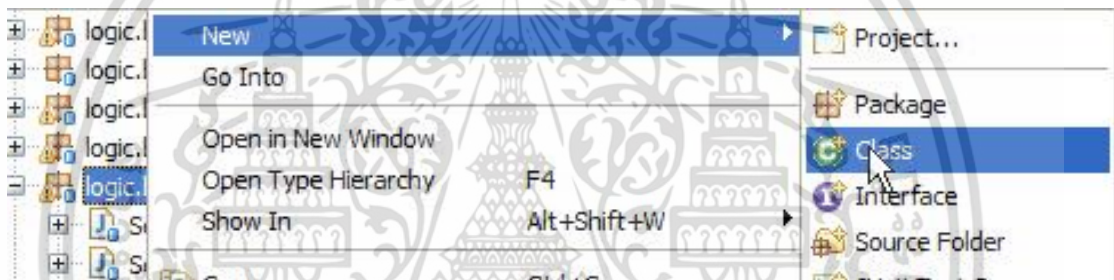 logic.
New
Project...
logic.
Go Into
logic.
Package
logic.
Open in New Window
Class
logic.
Open Type Hierarchy F4
Interface
Show In Alt+Shift+W
Source Folder